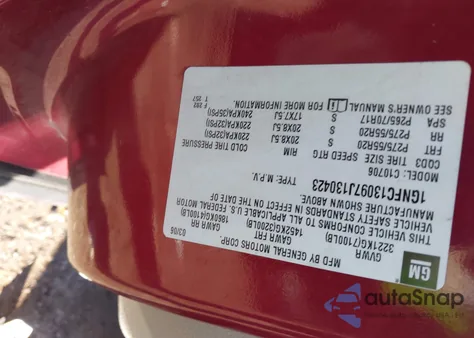 GM
MFD BY GENERAL MOTORS CORP.
03/06
GVWR GAWR FRT GAWR RR
3221KG(7100LB) 1452KG(3200LB) 1860KG(4100LB)
THIS VEHICLE CONFORMS TO ALL APPLICABLE U.S. FEDERAL MOTOR
VEHICLE SAFETY STANDARDS IN EFFECT ON THE DATE OF
MANUFACTURE SHOWN ABOVE.
1GNFC13097J130423 TYPE: M.P.V.
MODEL: C10706
CQD3 TIRE SIZE SPEED RTG RIM COLD TIRE PRESSURE
FRT P275/55R20 S 20X8.5J 220KPA(32PSI)
RR P275/55R20 S 20X8.5J 220KPA(32PSI)
SPA P265/70R17 17X7.5J 240KPA(35PSI)
SEE OWNER'S MANUAL FOR MORE INFORMATION.
autoSnap